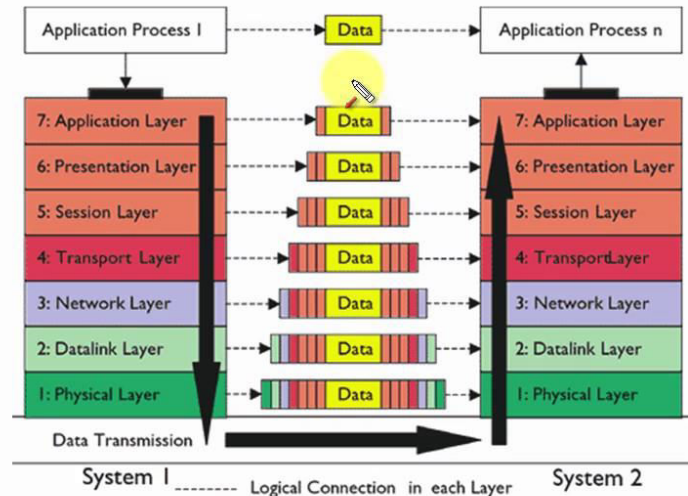 Application Process 1 Data Application Process n
7: Application Layer Data 7: Application Layer
6: Presentation Layer Data 6: Presentation Layer
5: Session Layer Data 5: Session Layer
4: Transport Layer Data 4: Transport Layer
3: Network Layer Data 3: Network Layer
2: Datalink Layer Data 2: Datalink Layer
1: Physical Layer Data 1: Physical Layer
Data Transmission
System 1 System 2
Logical Connection in each Layer